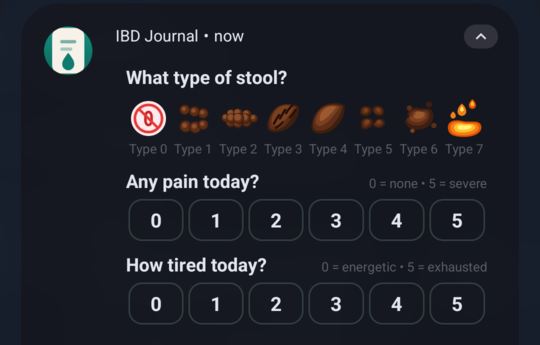 IBD Journal • now
What type of stool?
Type 0 Type 1 Type 2 Type 3 Type 4 Type 5 Type 6 Type 7
Any pain today? 0 = none • 5 = severe
0 1 2 3 4 5
How tired today? 0 = energetic • 5 = exhausted
0 1 2 3 4 5